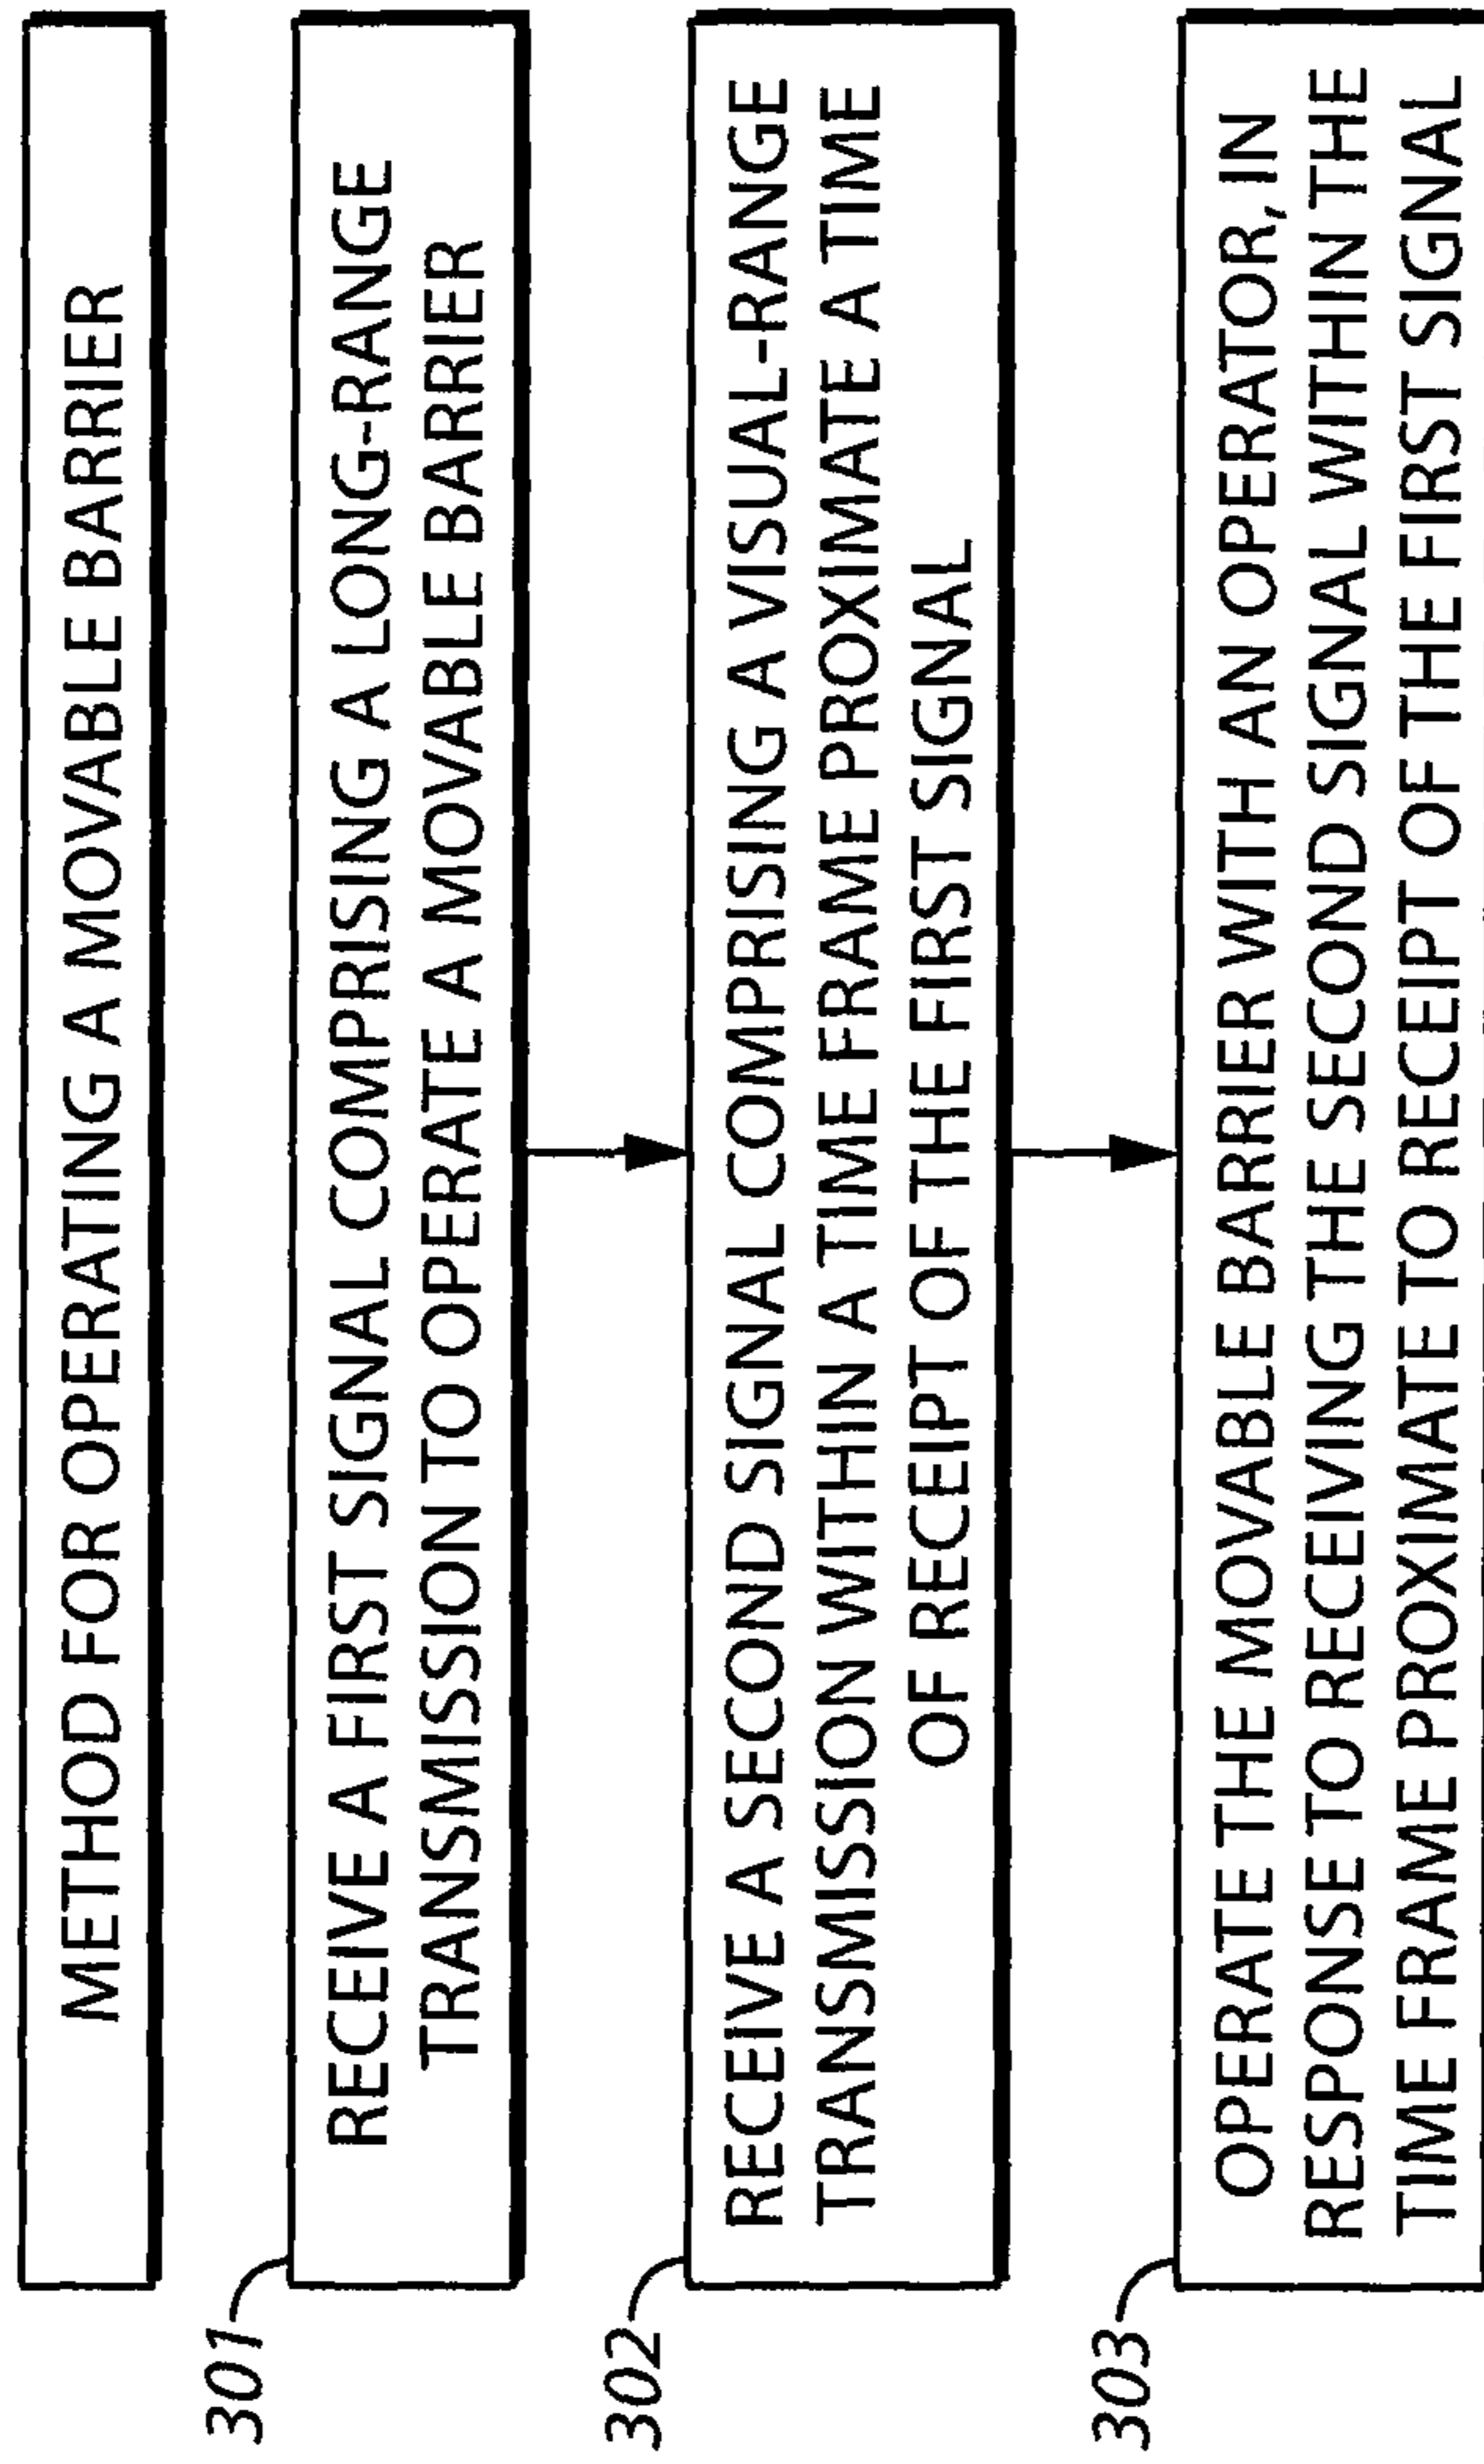 METHOD FOR OPERATING A MOVABLE BARRIER
301
RECEIVE A FIRST SIGNAL COMPRISING A LONG-RANGE
TRANSMISSION TO OPERATE A MOVABLE BARRIER
302
RECEIVE A SECOND SIGNAL COMPRISING A VISUAL-RANGE
TRANSMISSION WITHIN A TIME FRAME PROXIMATE A TIME
OF RECEIPT OF THE FIRST SIGNAL
303
OPERATE THE MOVABLE BARRIER WITH AN OPERATOR, IN
RESPONSE TO RECEIVING THE SECOND SIGNAL WITHIN THE
TIME FRAME PROXIMATE TO RECEIPT OF THE FIRST SIGNAL